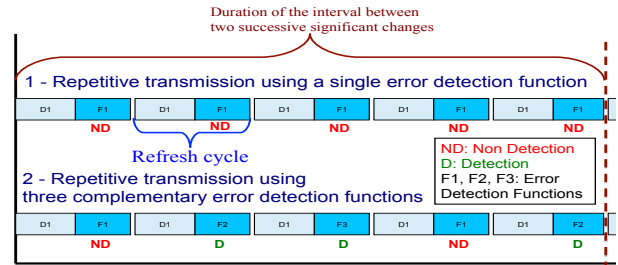 Duration of the interval between
two successive significant changes
1 - Repetitive transmission using a single error detection function
D1 F1 D1 F1 D1 F1 D1 F1 D1 F1
ND ND ND ND ND
Refresh cycle
ND: Non Detection
D: Detection
F1, F2, F3: Error
Detection Functions
2 - Repetitive transmission using
three complementary error detection functions
D1 F1 D1 F2 D1 F3 D1 F1 D1 F2
ND D D ND D